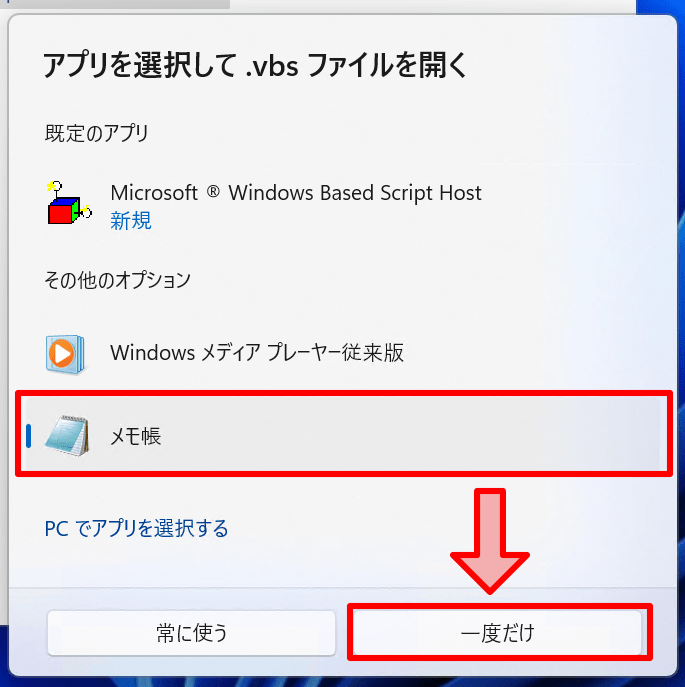 アプリを選択して .vbs ファイルを開く
既定のアプリ
Microsoft ® Windows Based Script Host
新規
その他のオプション
Windows メディア プレーヤー従来版
メモ帳
PC でアプリを選択する
常に使う
一度だけ